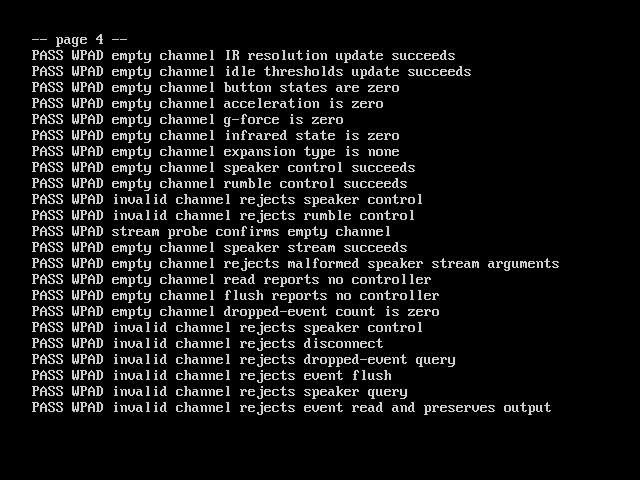 -- page 4 --
PASS WPAD empty channel IR resolution update succeeds
PASS WPAD empty channel idle thresholds update succeeds
PASS WPAD empty channel button states are zero
PASS WPAD empty channel acceleration is zero
PASS WPAD empty channel g-force is zero
PASS WPAD empty channel infrared state is zero
PASS WPAD empty channel expansion type is none
PASS WPAD empty channel speaker control succeeds
PASS WPAD empty channel rumble control succeeds
PASS WPAD invalid channel rejects speaker control
PASS WPAD invalid channel rejects rumble control
PASS WPAD stream probe confirms empty channel
PASS WPAD empty channel speaker stream succeeds
PASS WPAD empty channel rejects malformed speaker stream arguments
PASS WPAD empty channel read reports no controller
PASS WPAD empty channel flush reports no controller
PASS WPAD empty channel dropped-event count is zero
PASS WPAD invalid channel rejects speaker control
PASS WPAD invalid channel rejects disconnect
PASS WPAD invalid channel rejects dropped-event query
PASS WPAD invalid channel rejects event flush
PASS WPAD invalid channel rejects speaker query
PASS WPAD invalid channel rejects event read and preserves output